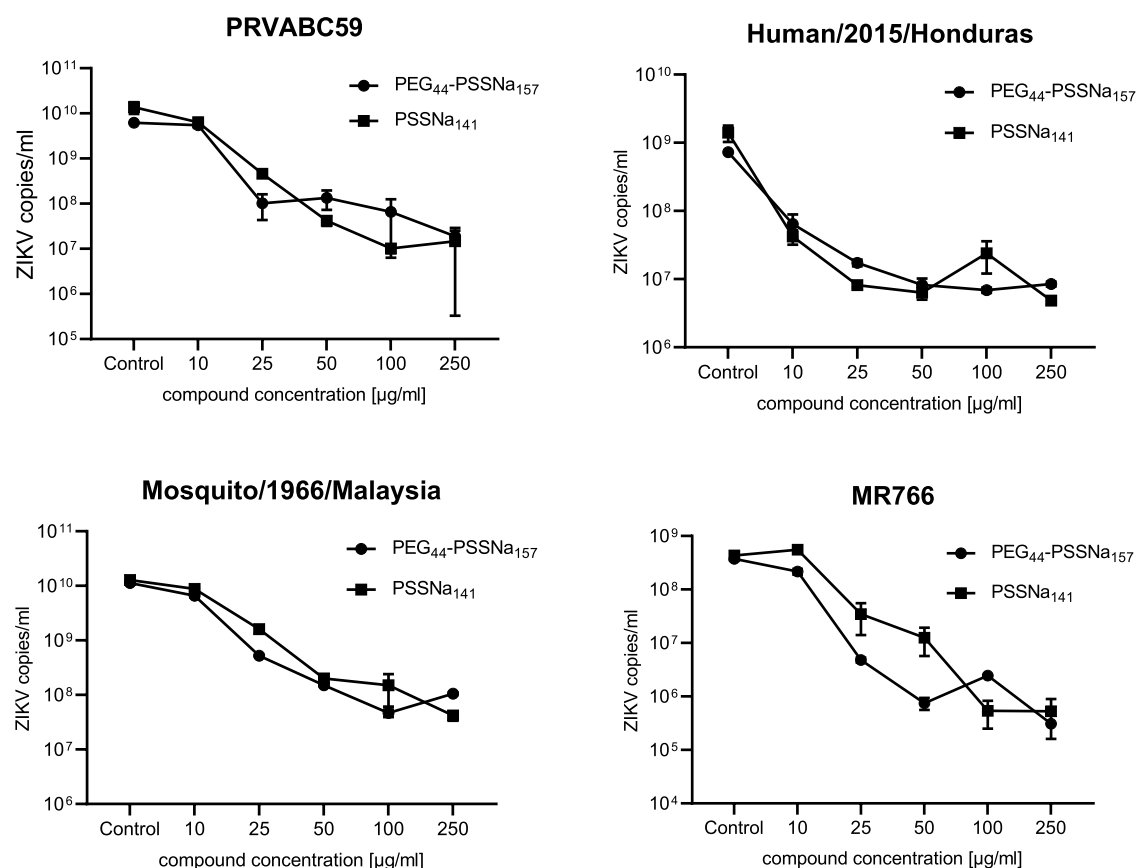 PRVABC59
10¹¹
10¹⁰
10⁹
10⁸
10⁷
10⁶
10⁵
ZIKV copies/ml
PEG₄₄-PSSNa₁₅₇
PSSNa₁₄₁
Control 10 25 50 100 250
compound concentration [µg/ml]
Human/2015/Honduras
10¹⁰
10⁹
10⁸
10⁷
10⁶
ZIKV copies/ml
PEG₄₄-PSSNa₁₅₇
PSSNa₁₄₁
Control 10 25 50 100 250
compound concentration [µg/ml]
Mosquito/1966/Malaysia
10¹¹
10¹⁰
10⁹
10⁸
10⁷
10⁶
ZIKV copies/ml
PEG₄₄-PSSNa₁₅₇
PSSNa₁₄₁
Control 10 25 50 100 250
compound concentration [µg/ml]
MR766
10⁹
10⁸
10⁷
10⁶
10⁵
10⁴
ZIKV copies/ml
PEG₄₄-PSSNa₁₅₇
PSSNa₁₄₁
Control 10 25 50 100 250
compound concentration [µg/ml]